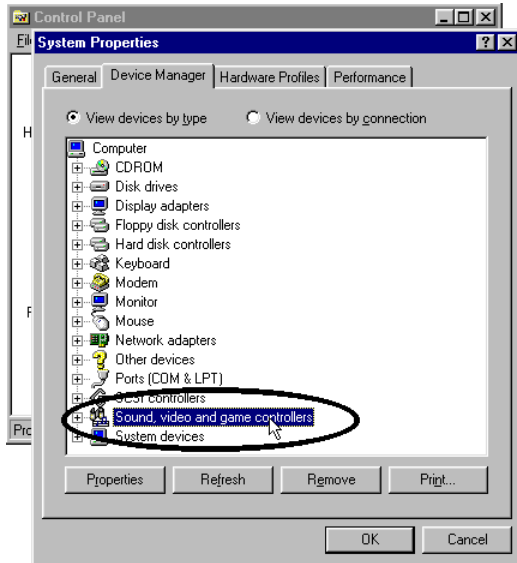 Control Panel
System Properties
General Device Manager Hardware Profiles Performance
View devices by type View devices by connection
Computer
CDROM
Disk drives
Display adapters
Floppy disk controllers
Hard disk controllers
Keyboard
Modem
Monitor
Mouse
Network adapters
Other devices
Ports (COM & LPT)
SCSI controllers
Sound, video and game controllers
System devices
Properties Refresh Remove Print...
OK Cancel